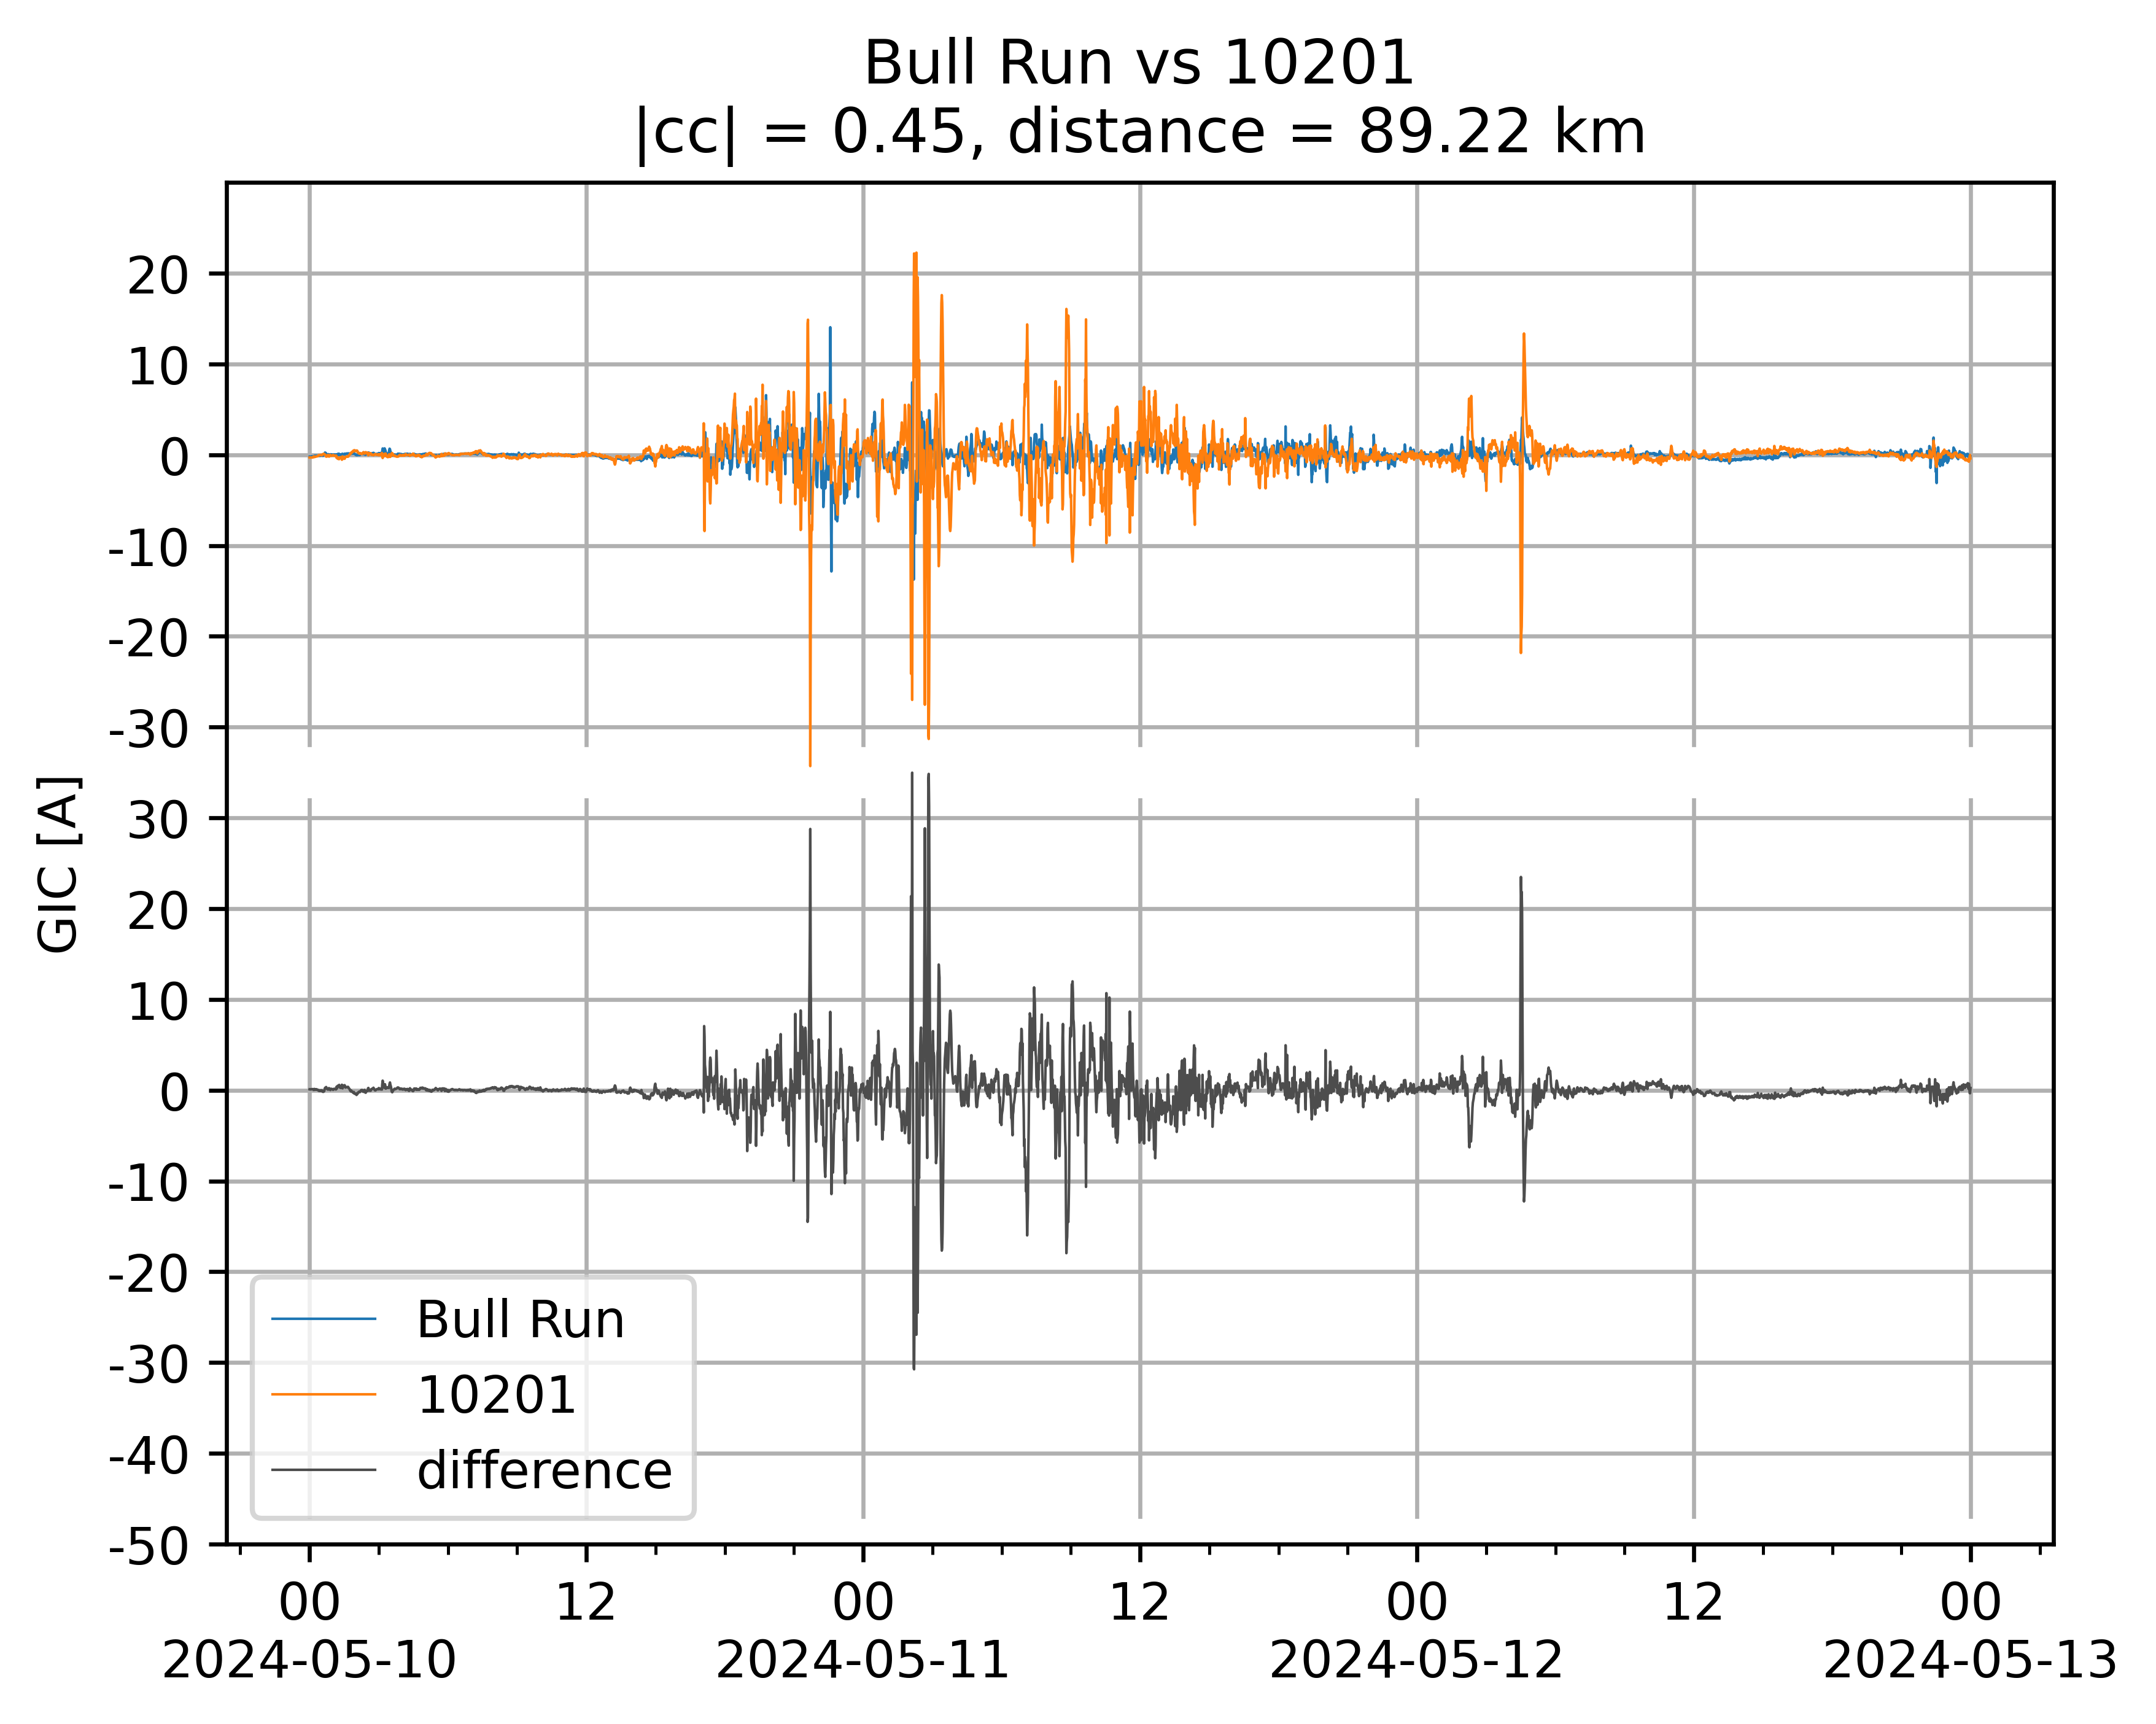 Bull Run vs 10201
|cc| = 0.45, distance = 89.22 km
GIC [A]
20
10
0
-10
-20
-30
30
20
10
0
-10
-20
-30
-40
-50
Bull Run
10201
difference
00 12 00 12 00 12 00
2024-05-10 2024-05-11 2024-05-12 2024-05-13